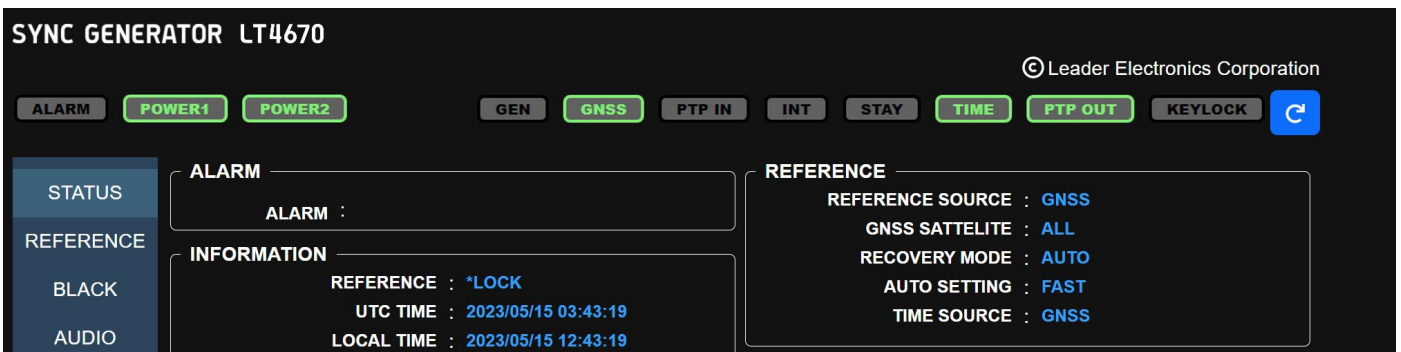 SYNC GENERATOR LT4670
© Leader Electronics Corporation
ALARM POWER1 POWER2 GEN GNSS PTP IN INT STAY TIME PTP OUT KEYLOCK
STATUS
REFERENCE
BLACK
AUDIO
ALARM
ALARM :
INFORMATION
REFERENCE : *LOCK
UTC TIME : 2023/05/15 03:43:19
LOCAL TIME : 2023/05/15 12:43:19
REFERENCE
REFERENCE SOURCE : GNSS
GNSS SATTELITE : ALL
RECOVERY MODE : AUTO
AUTO SETTING : FAST
TIME SOURCE : GNSS